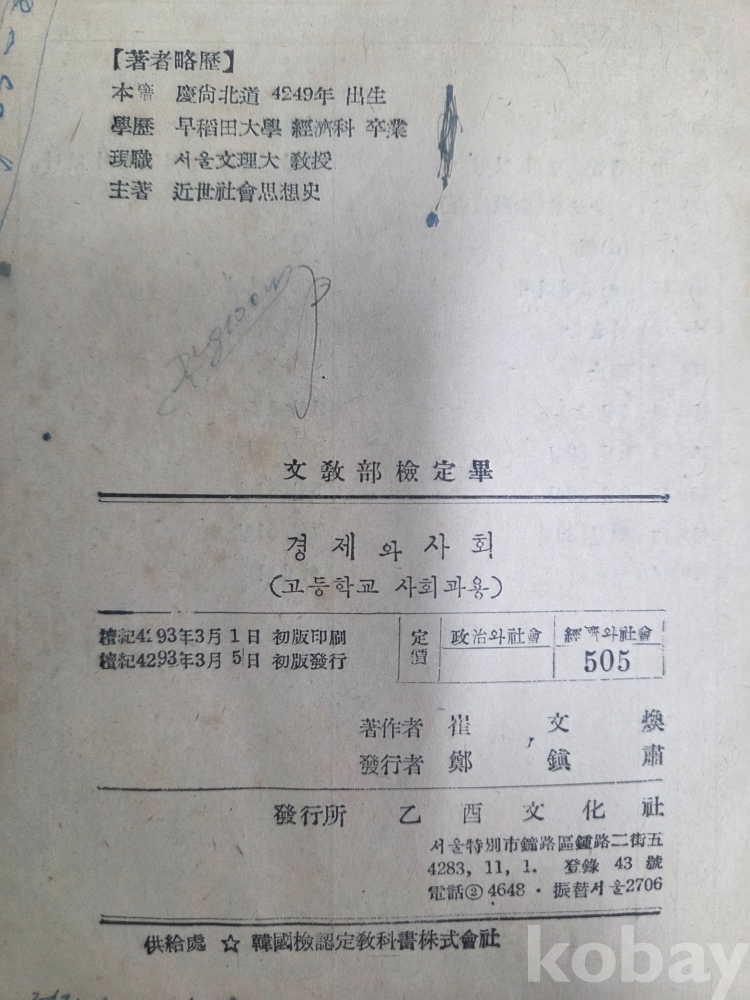 【著者略歷】
本籍 慶尙北道 4249年 出生
學歷 早稻田大學 經濟科 卒業
現職 서울文理大 敎授
主著 近世社會思想史
文敎部檢定畢
경제와사회
(고등학교 사회과용)
檀紀4293年3月1日 初版印刷
檀紀4293年3月5日 初版發行
定價
政治와社會
經濟와社會
505
著作者 崔文煥
發行者 鄭鎭肅
發行所 乙酉文化社
서울特別市鐘路區鐘路二街五
4283, 11, 1. 登錄 43 號
電話② 4648 · 振替서울2706
供給處 ☆ 韓國檢認定敎科書株式會社
kobay